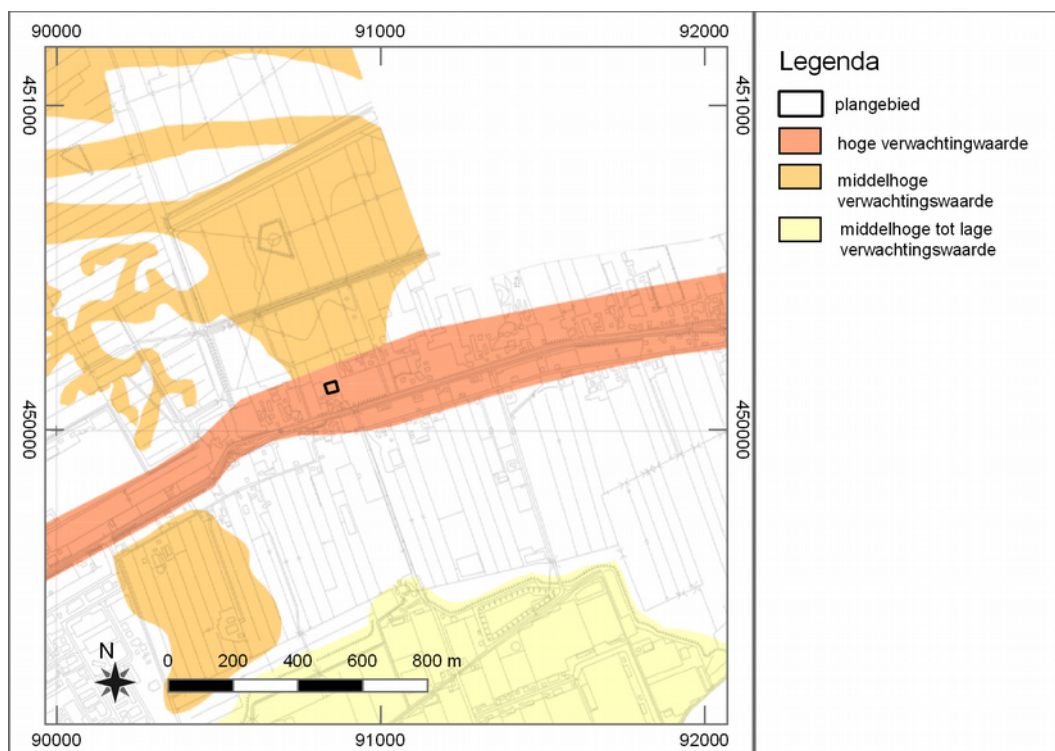 90000 91000 92000
451000 451000
450000 450000
N
0 200 400 600 800 m
90000 91000 92000
Legenda
plangebied
hoge verwachtingwaarde
middelhoge
verwachtingswaarde
middelhoge tot lage
verwachtingswaarde